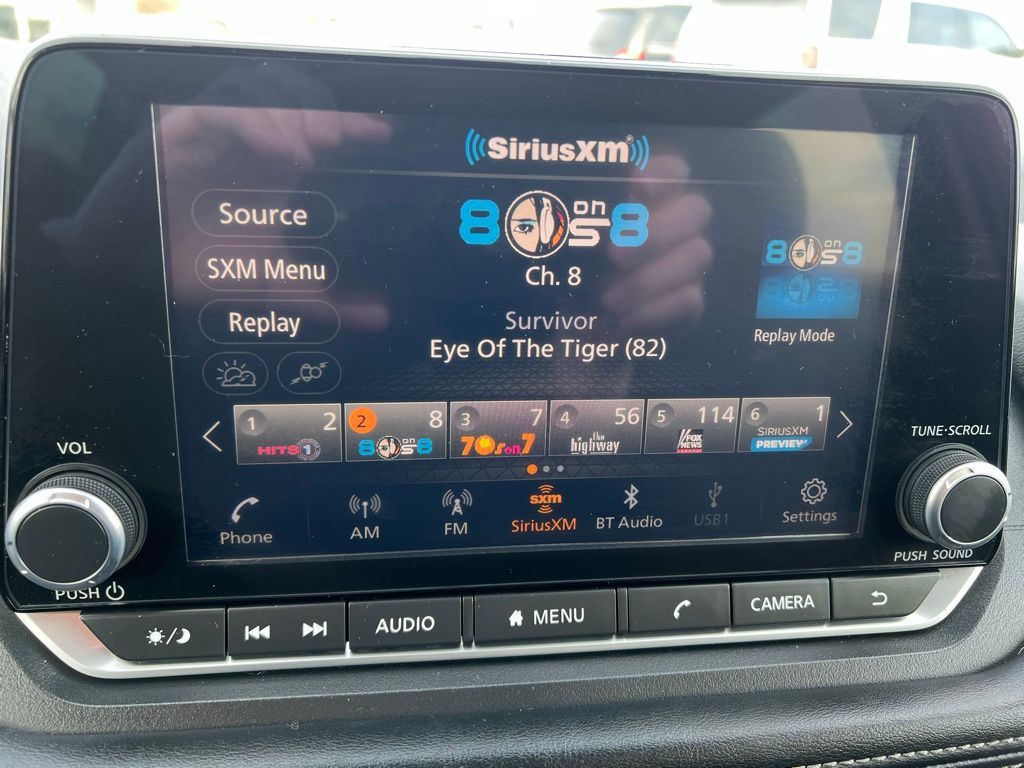 SiriusXM
Source
80s on 8
SXM Menu
Ch. 8
80s on 8
Replay
Survivor
Eye Of The Tiger (82)
Replay Mode
1 2 HITS 1
2 8 80s on 8
3 7 70s on 7
4 56 the highway
5 114 FOX NEWS
6 1 SIRIUSXM PREVIEW
VOL
TUNE·SCROLL
Phone
AM
FM
sxm
SiriusXM
BT Audio
USB1
Settings
PUSH
PUSH SOUND
AUDIO
MENU
CAMERA